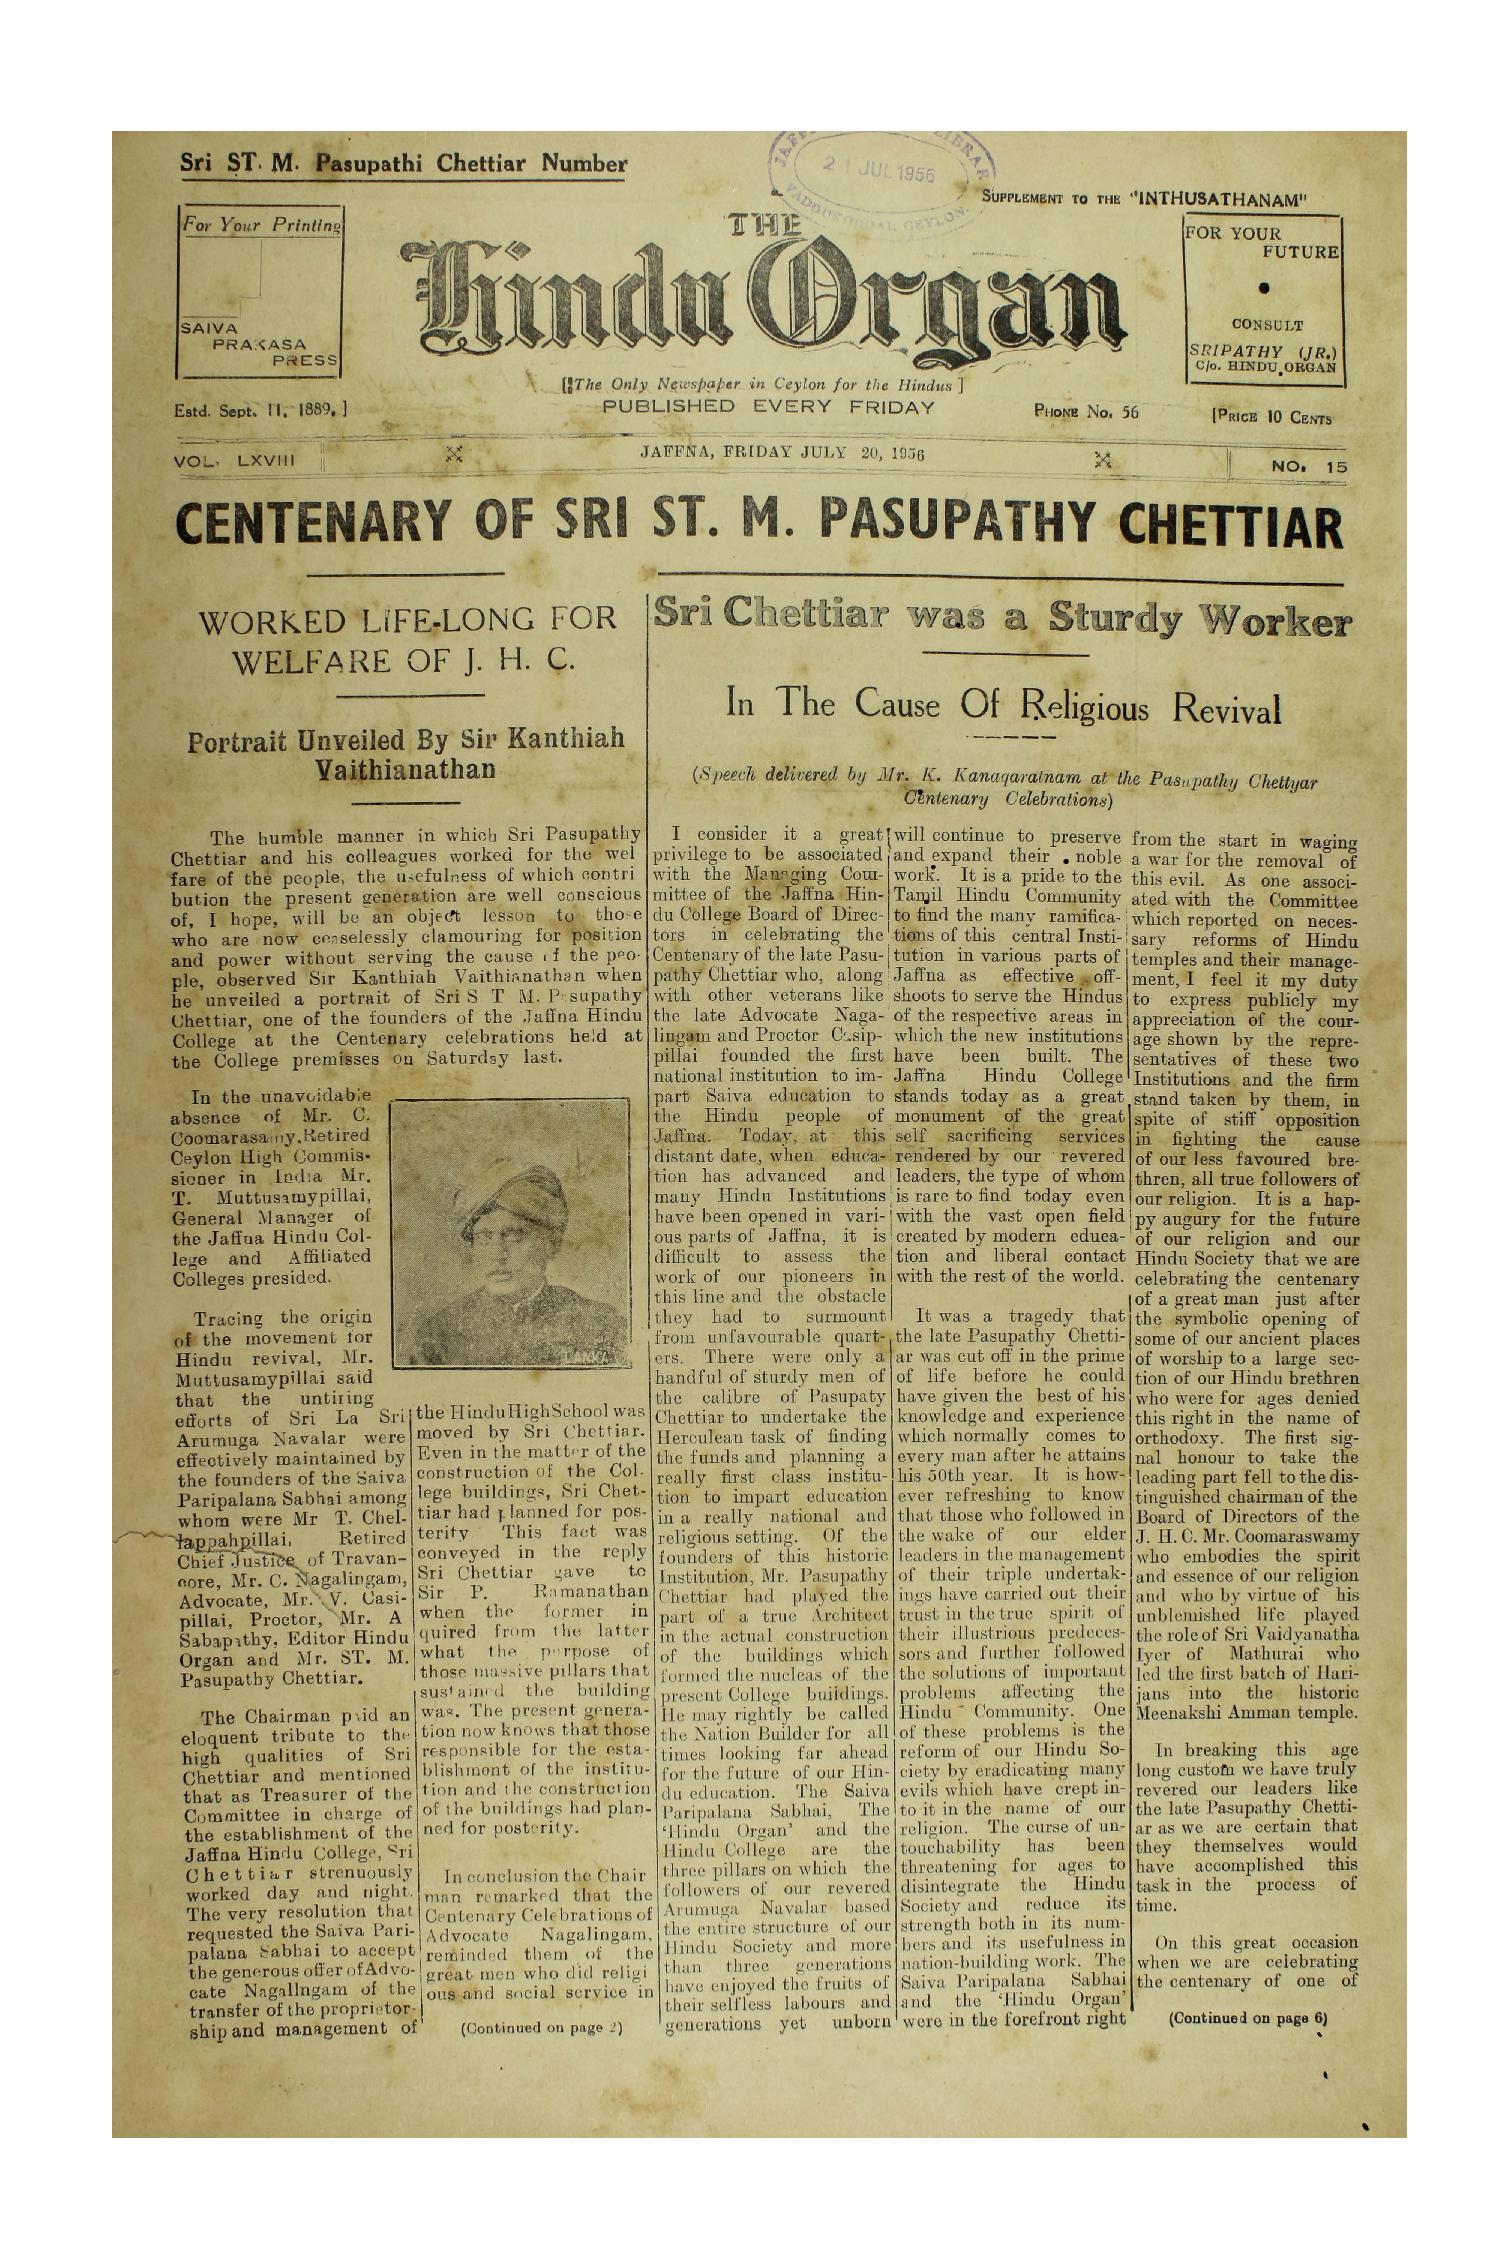 Sri ST. M. Pasupathi Chettiar Number
21 JUL 1956
SUPPLEMENT TO THE "INTHUSATHANAM"
For Your Printing
SAIVA
PRAKASA
PRESS
THE
Hindu Organ
FOR YOUR
FUTURE
CONSULT
SRIPATHY (JR.)
C/o. HINDU ORGAN
[The Only Newspaper in Ceylon for the Hindus]
Estd. Sept. 11, 1889. ]
PUBLISHED EVERY FRIDAY
PHONE No. 56
[PRICE 10 CENTS
VOL. LXVIII
JAFFNA, FRIDAY JULY 20, 1956
NO. 15
CENTENARY OF SRI ST. M. PASUPATHY CHETTIAR
WORKED LIFE-LONG FOR
WELFARE OF J. H. C.
Portrait Unveiled By Sir Kanthiah
Vaithianathan
The humble manner in which Sri Pasupathy
Chettiar and his colleagues worked for the wel
fare of the people, the usefulness of which contri
bution the present generation are well conscious
of, I hope, will be an object lesson to those
who are now ceaselessly clamouring for position
and power without serving the cause of the peo-
ple, observed Sir Kanthiah Vaithianathan when
he unveiled a portrait of Sri S T M. Pasupathy
Chettiar, one of the founders of the Jaffna Hindu
College at the Centenary celebrations held at
the College premisses on Saturday last.
In the unavoidable
absence of Mr. C.
Coomarasamy, Retired
Ceylon High Commis-
sioner in India Mr.
T. Muttusamypillai,
General Manager of
the Jaffna Hindu Col-
lege and Affiliated
Colleges presided.
Tracing the origin
of the movement for
Hindu revival, Mr.
Muttusamypillai said
that the untiring
efforts of Sri La Sri
Arumuga Navalar were
effectively maintained by
the founders of the Saiva
Paripalana Sabhai among
whom were Mr T. Chel-
lappahpillai, Retired
Chief Justice of Travan-
core, Mr. C. Nagalingam,
Advocate, Mr. V. Casi-
pillai, Proctor, Mr. A
Sabapathy, Editor Hindu
Organ and Mr. ST. M.
Pasupathy Chettiar.
The Chairman paid an
eloquent tribute to the
high qualities of Sri
Chettiar and mentioned
that as Treasurer of the
Committee in charge of
the establishment of the
Jaffna Hindu College, Sri
Chettiar strenuously
worked day and night.
The very resolution that
requested the Saiva Pari-
palana Sabhai to accept
the generous offer of Advo-
cate Nagalingam of the
transfer of the proprietor-
ship and management of
LANKA
the Hindu High School was
moved by Sri Chettiar.
Even in the matter of the
construction of the Col-
lege buildings, Sri Chet-
tiar had planned for pos-
terity This fact was
conveyed in the reply
Sri Chettiar gave to
Sir P. Ramanathan
when the former in
quired from the latter
what the purpose of
those massive pillars that
sustained the building
was. The present genera-
tion now knows that those
responsible for the esta-
blishment of the institu-
tion and the construction
of the buildings had plan-
ned for posterity.
In conclusion the Chair
man remarked that the
Centenary Celebrations of
Advocate Nagalingam,
reminded them of the
great men who did religi
ous and social service in
(Continued on page 2)
Sri Chettiar was a Sturdy Worker
In The Cause Of Religious Revival
(Speech delivered by Mr. K. Kanagaratnam at the Pasupathy Chettyar
Centenary Celebrations)
I consider it a great
privilege to be associated
with the Managing Com-
mittee of the Jaffna Hin-
du College Board of Direc-
tors in celebrating the
Centenary of the late Pasu-
pathy Chettiar who, along
with other veterans like
the late Advocate Naga-
lingam and Proctor Casip-
pillai founded the first
national institution to im-
part Saiva education to
the Hindu people of
Jaffna. Today, at this
distant date, when educa-
tion has advanced and
many Hindu Institutions
have been opened in vari-
ous parts of Jaffna, it is
difficult to assess the
work of our pioneers in
this line and the obstacle
they had to surmount
from unfavourable quart-
ers. There were only a
handful of sturdy men of
the calibre of Pasupaty
Chettiar to undertake the
Herculean task of finding
the funds and planning a
really first class institu-
tion to impart education
in a really national and
religious setting. Of the
founders of this historic
Institution, Mr. Pasupathy
Chettiar had played the
part of a true Architect
in the actual construction
of the buildings which
formed the nucleas of the
present College buildings.
He may rightly be called
the Nation Builder for all
times looking far ahead
for the future of our Hin-
du education. The Saiva
Paripalana Sabhai, The
'Hindu Organ' and the
Hindu College are the
three pillars on which the
followers of our revered
Arumuga Navalar based
the entire structure of our
Hindu Society and more
than three generations
have enjoyed the fruits of
their selfless labours and
generations yet unborn
will continue to preserve
and expand their noble
work. It is a pride to the
Tamil Hindu Community
to find the many ramifica-
tions of this central Insti-
tution in various parts of
Jaffna as effective off-
shoots to serve the Hindus
of the respective areas in
which the new institutions
have been built. The
Jaffna Hindu College
stands today as a great
monument of the great
self sacrificing services
rendered by our revered
leaders, the type of whom
is rare to find today even
with the vast open field
created by modern educa-
tion and liberal contact
with the rest of the world.
It was a tragedy that
the late Pasupathy Chetti-
ar was cut off in the prime
of life before he could
have given the best of his
knowledge and experience
which normally comes to
every man after he attains
his 50th year. It is how-
ever refreshing to know
that those who followed in
the wake of our elder
leaders in the management
of their triple undertak-
ings have carried out their
trust in the true spirit of
their illustrious predeces-
sors and further followed
the solutions of important
problems affecting the
Hindu Community. One
of these problems is the
reform of our Hindu So-
ciety by eradicating many
evils which have crept in-
to it in the name of our
religion. The curse of un-
touchability has been
threatening for ages to
disintegrate the Hindu
Society and reduce its
strength both in its num-
bers and its usefulness in
nation-building work. The
Saiva Paripalana Sabhai
and the 'Hindu Organ'
were in the forefront right
from the start in waging
a war for the removal of
this evil. As one associ-
ated with the Committee
which reported on neces-
sary reforms of Hindu
temples and their manage-
ment, I feel it my duty
to express publicly my
appreciation of the cour-
age shown by the repre-
sentatives of these two
Institutions and the firm
stand taken by them, in
spite of stiff opposition
in fighting the cause
of our less favoured bre-
thren, all true followers of
our religion. It is a hap-
py augury for the future
of our religion and our
Hindu Society that we are
celebrating the centenary
of a great man just after
the symbolic opening of
some of our ancient places
of worship to a large sec-
tion of our Hindu brethren
who were for ages denied
this right in the name of
orthodoxy. The first sig-
nal honour to take the
leading part fell to the dis-
tinguished chairman of the
Board of Directors of the
J. H. C. Mr. Coomaraswamy
who embodies the spirit
and essence of our religion
and who by virtue of his
unblemished life played
the role of Sri Vaidyanatha
Iyer of Mathurai who
led the first batch of Hari-
jans into the historic
Meenakshi Amman temple.
In breaking this age
long custom we have truly
revered our leaders like
the late Pasupathy Chetti-
ar as we are certain that
they themselves would
have accomplished this
task in the process of
time.
On this great occasion
when we are celebrating
the centenary of one of
(Continued on page 6)